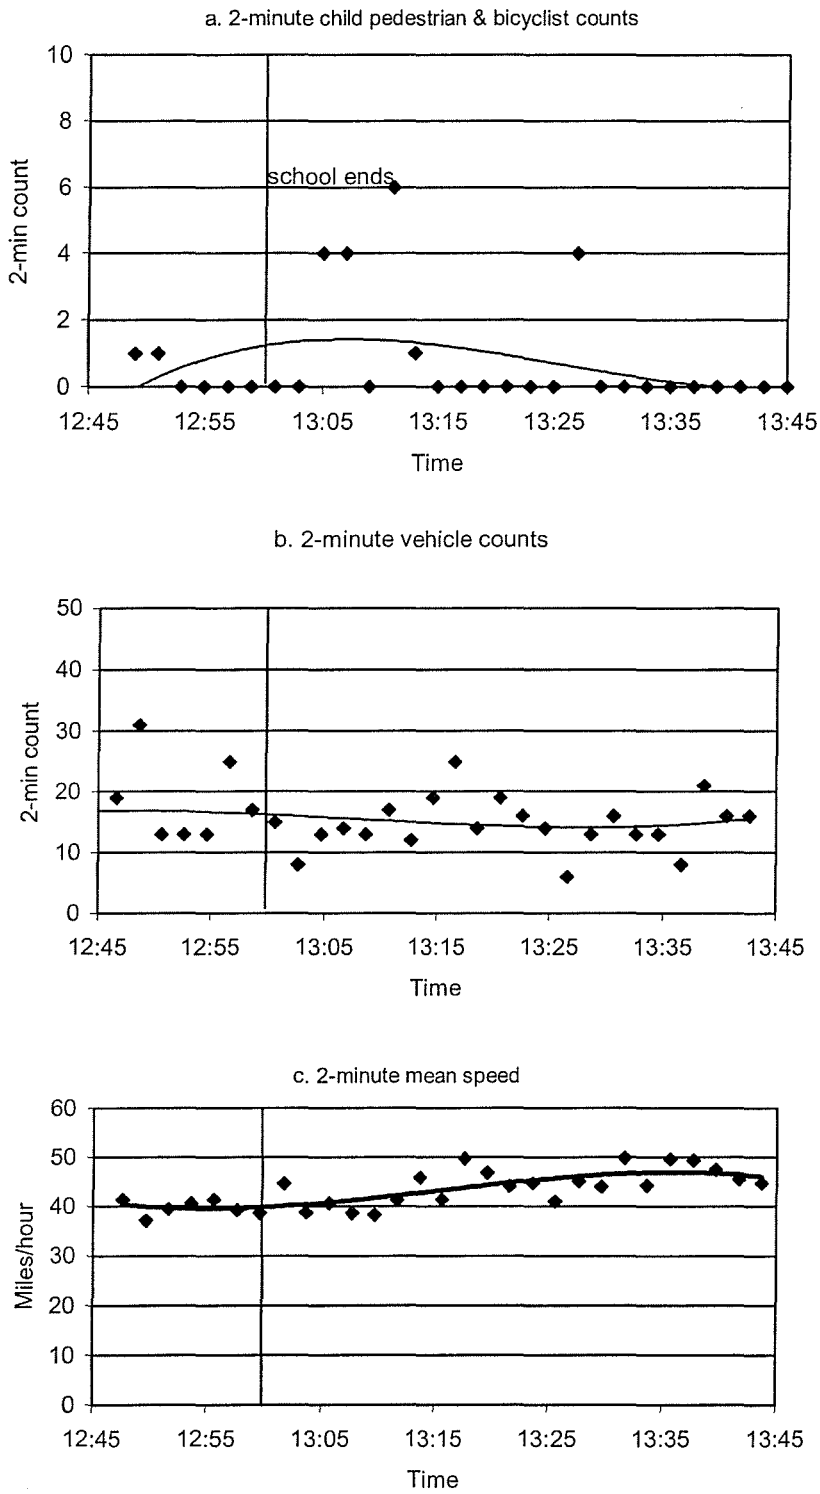 a. 2-minute child pedestrian & bicyclist counts
10
8
school ends
6
4
2
0
2-min count
12:45 12:55 13:05 13:15 13:25 13:35 13:45
Time
b. 2-minute vehicle counts
50
40
30
20
10
0
2-min count
12:45 12:55 13:05 13:15 13:25 13:35 13:45
Time
c. 2-minute mean speed
60
50
40
30
20
10
0
Miles/hour
12:45 12:55 13:05 13:15 13:25 13:35 13:45
Time